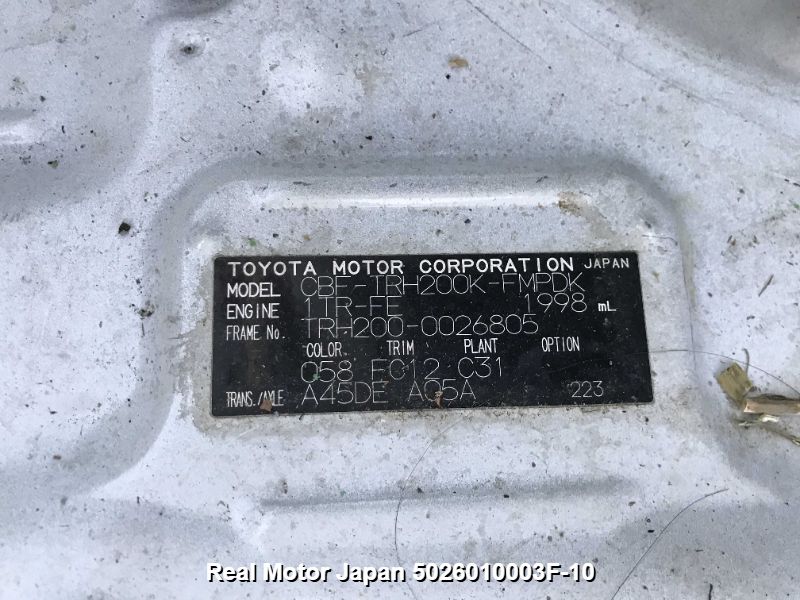 TOYOTA MOTOR CORPORATION JAPAN
MODEL CBF-TRH200K-FMPDK
ENGINE 1TR-FE 1998 mL
FRAME No. TRH200-0026805
COLOR TRIM PLANT OPTION
058 FC12 C31
TRANS./AXLE A45DE A05A 223
Real Motor Japan 5026010003F-10